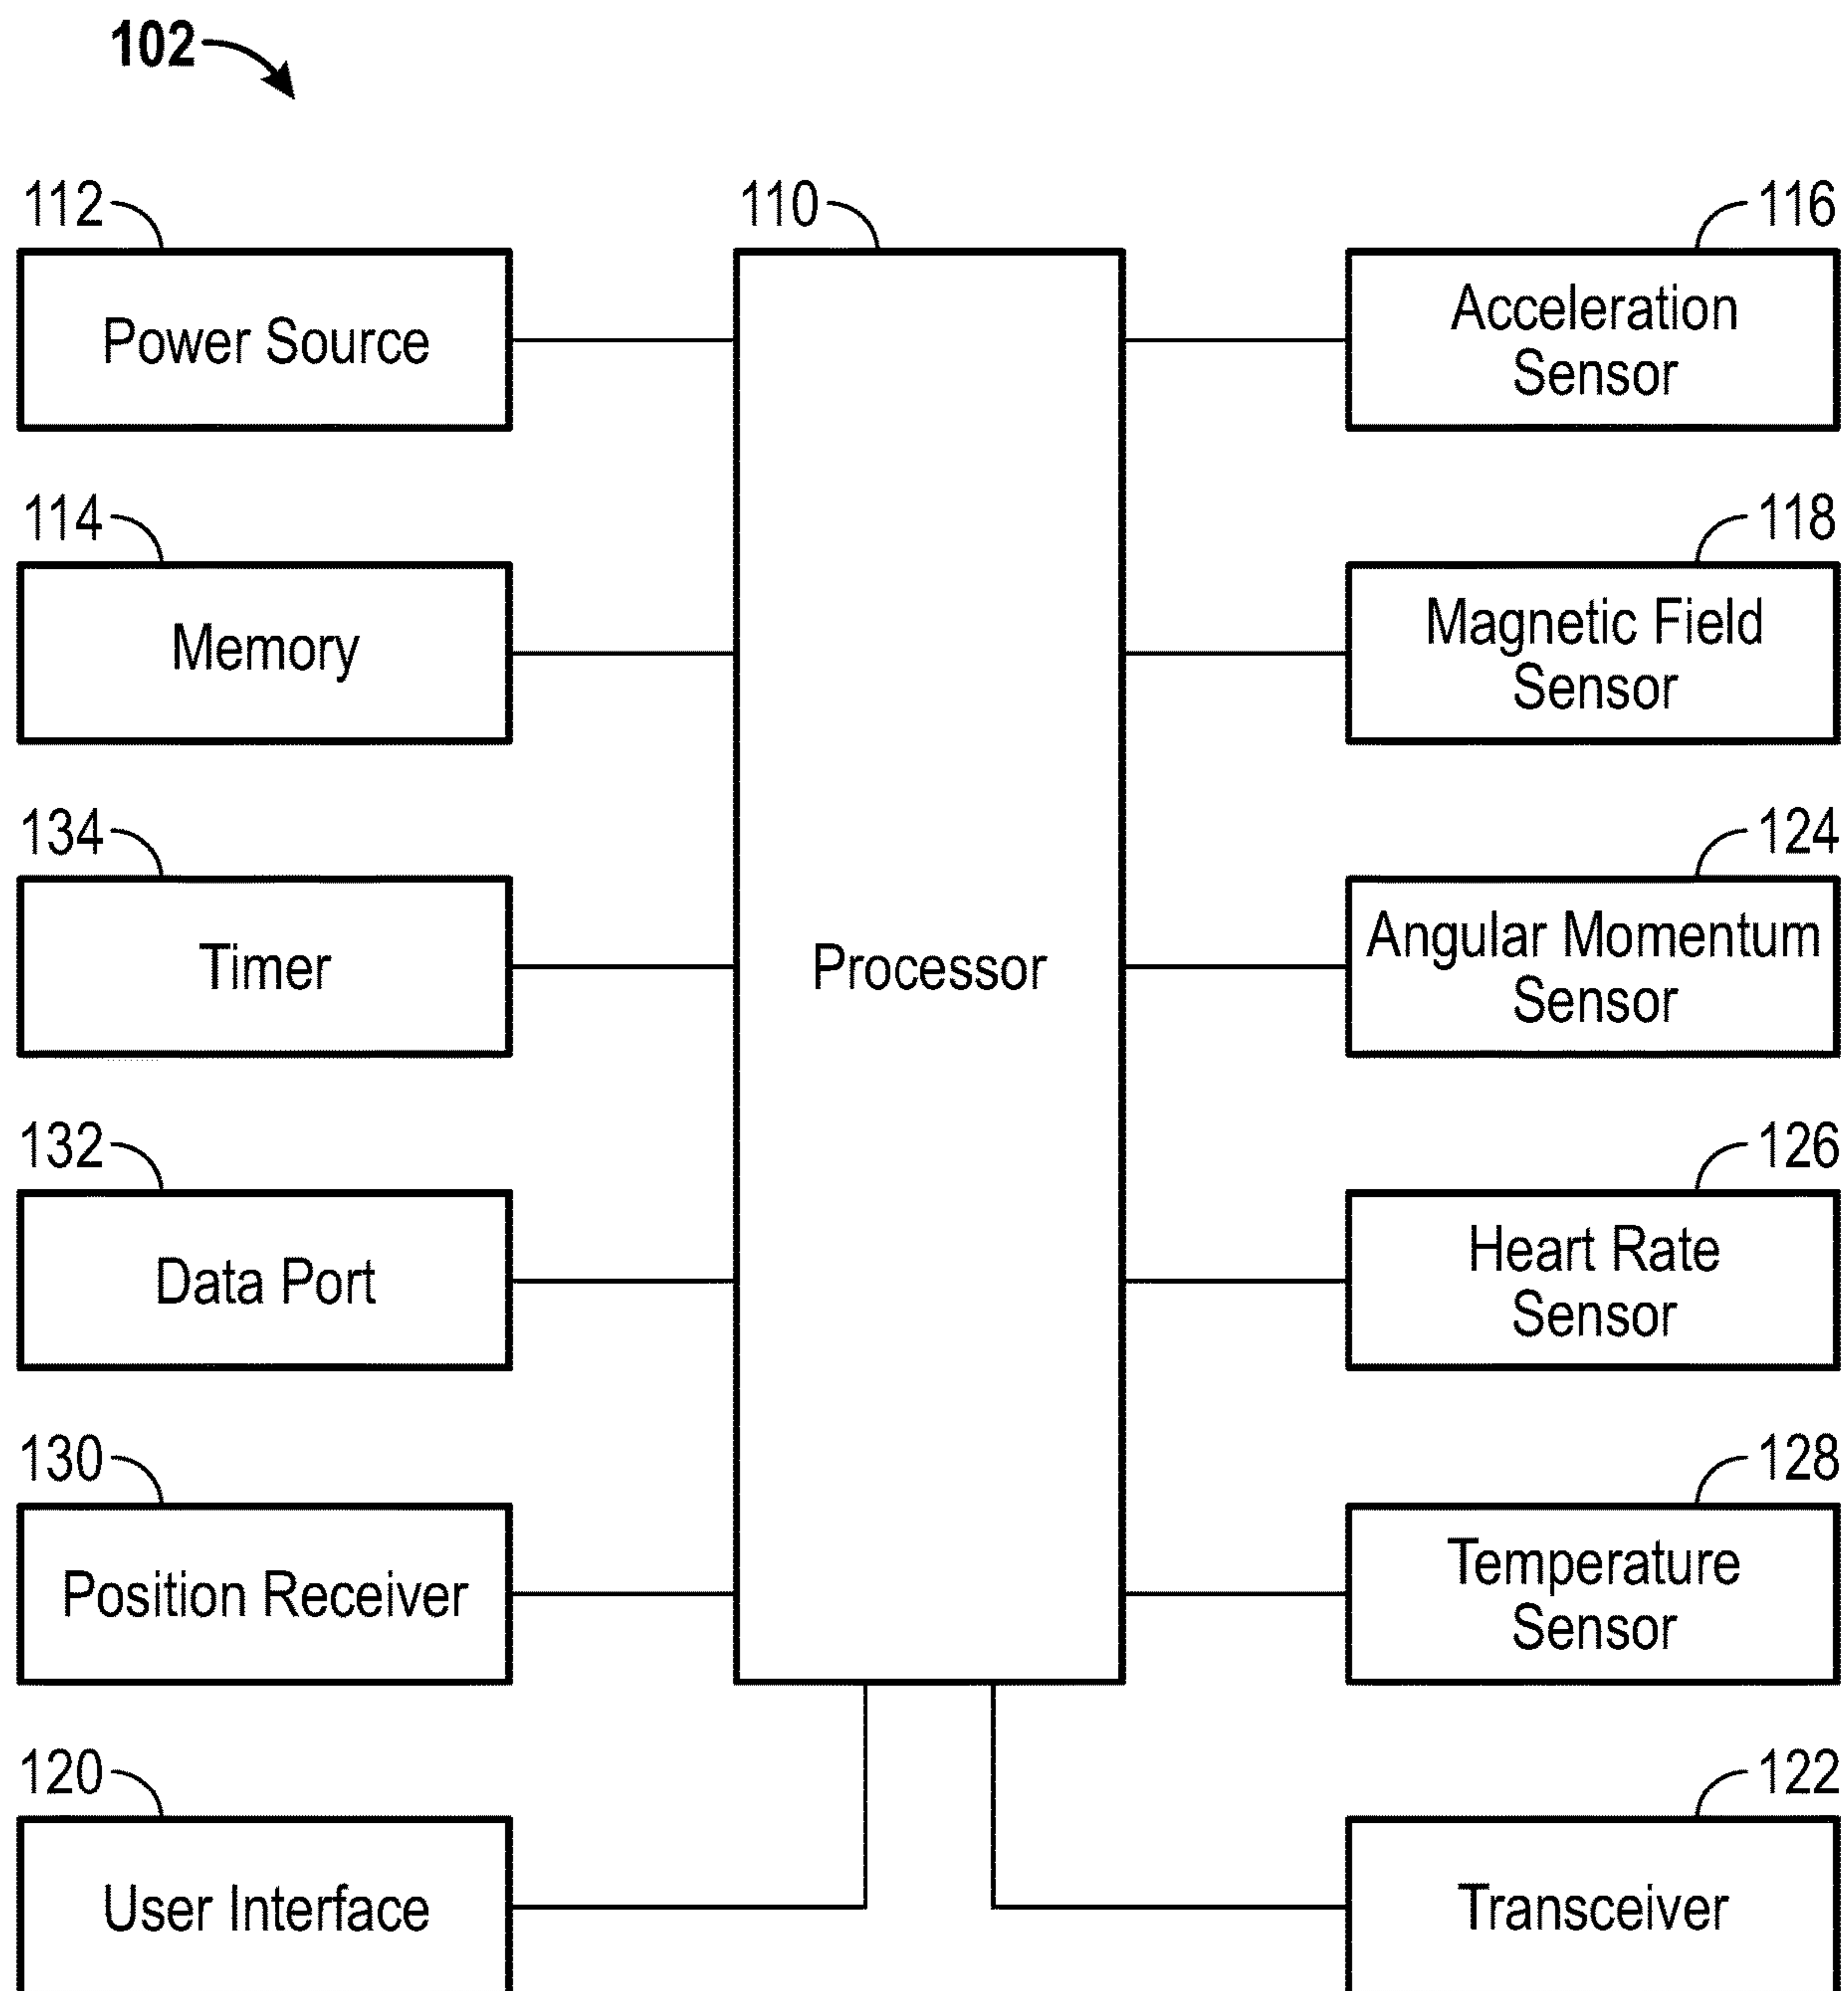 102
112
110
116
Power Source
Acceleration
Sensor
114
118
Memory
Magnetic Field
Sensor
134
124
Timer
Processor
Angular Momentum
Sensor
132
126
Data Port
Heart Rate
Sensor
130
128
Position Receiver
Temperature
Sensor
120
122
User Interface
Transceiver